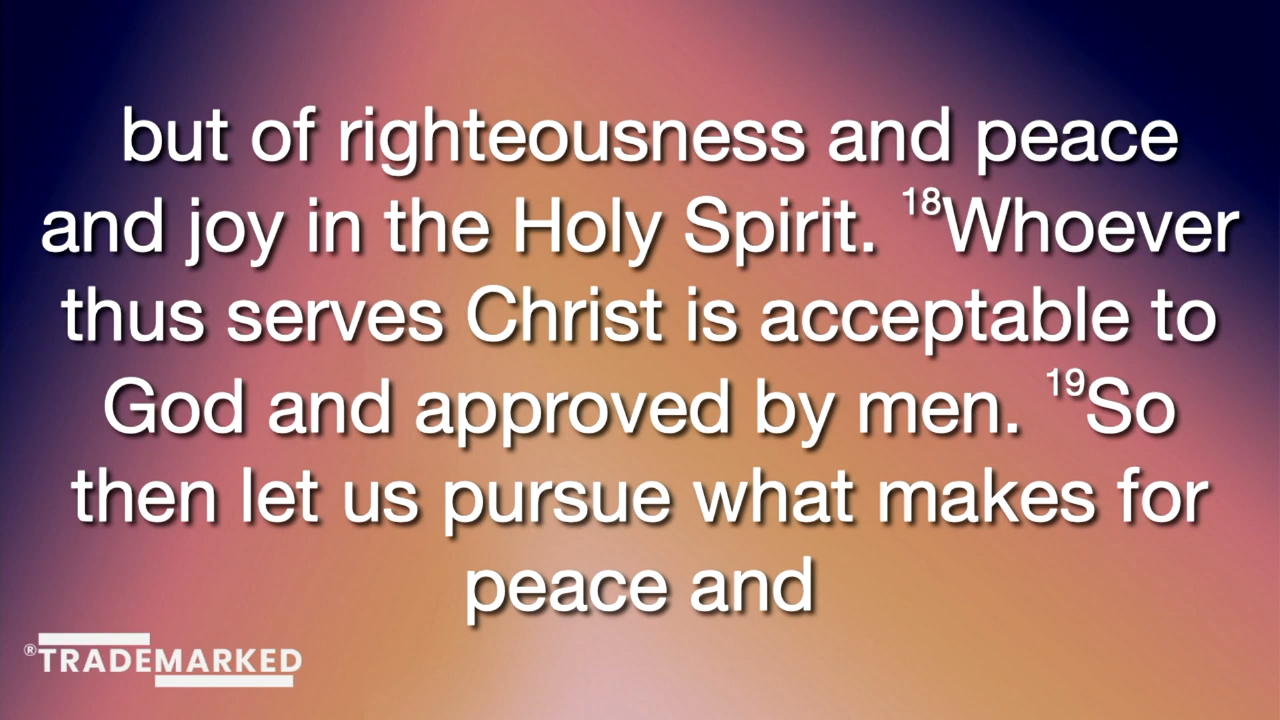 but of righteousness and peace
and joy in the Holy Spirit. ¹⁸Whoever
thus serves Christ is acceptable to
God and approved by men. ¹⁹So
then let us pursue what makes for
peace and
®TRADEMARKED